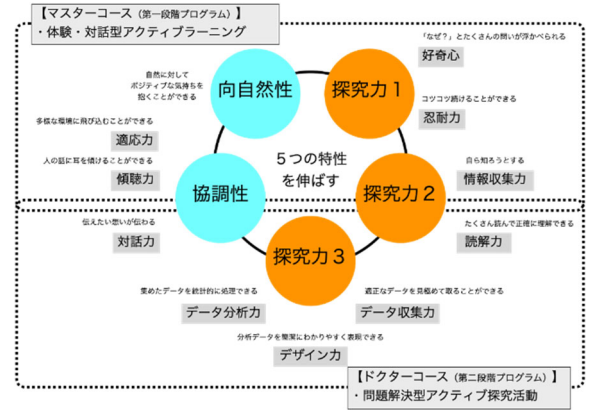 【マスターコース（第一段階プログラム）】
・体験・対話型アクティブラーニング
「なぜ？」とたくさんの問いが浮かべられる
好奇心
自然に対して
ポジティブな気持ちを
抱くことができる
向自然性
探究力１
コツコツ続けることができる
忍耐力
多様な環境に飛び込むことができる
適応力
人の話に耳を傾けることができる
傾聴力
５つの特性
を伸ばす
自ら知ろうとする
情報収集力
協調性
探究力２
伝えたい想いが伝わる
対話力
たくさん読んで正確に理解できる
読解力
探究力３
集めたデータを統計的に処理できる
データ分析力
適正なデータを見極めて取ることができる
データ収集力
分析データを簡潔にわかりやすく表現できる
デザイン力
【ドクターコース（第二段階プログラム）】
・問題解決型アクティブ探究活動